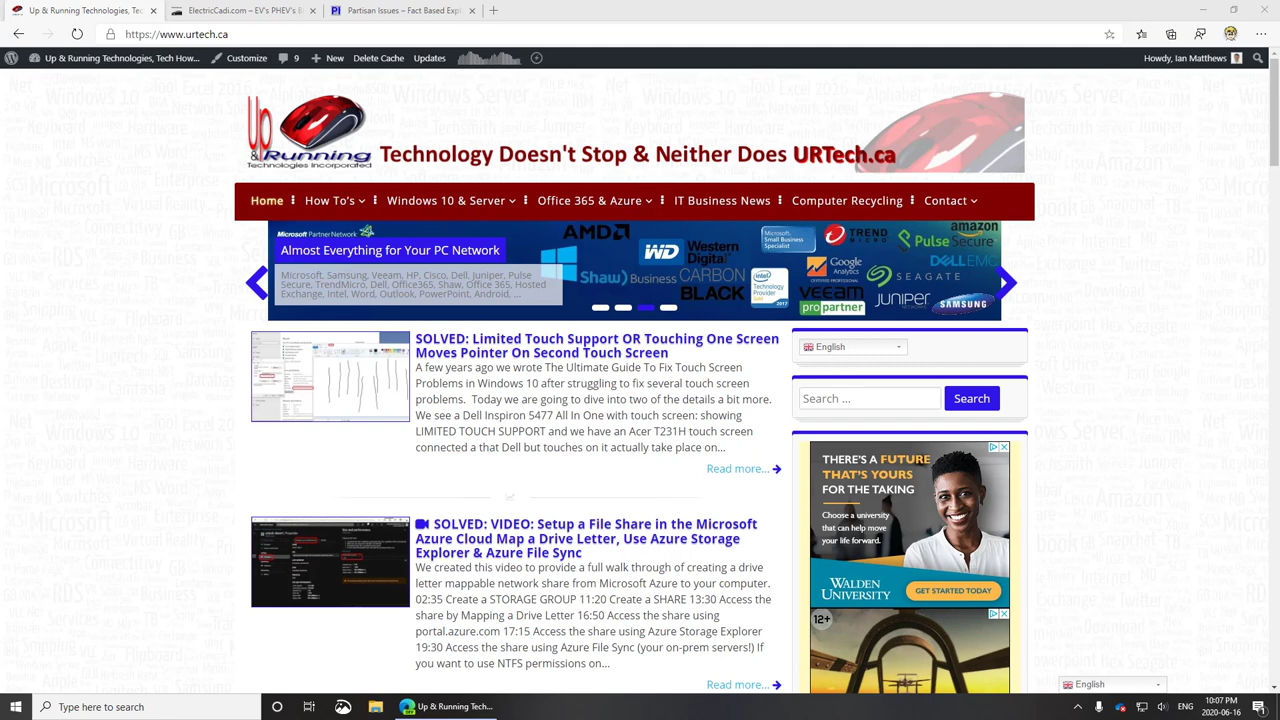 Up & Running Technologies, Tec
ElectricCadi.com – EV's PHEV's B
Partisan Issues – Fact Based Expl
https://www.urtech.ca
Up & Running Technologies, Tech How...
Customize
9
New
Delete Cache
Updates
Howdy, Ian Matthews
Up & Running
Technologies Incorporated
Technology Doesn't Stop & Neither Does URTech.ca
Home
How To's
Windows 10 & Server
Office 365 & Azure
IT Business News
Computer Recycling
Contact
Microsoft Partner Network
Almost Everything for Your PC Network
Microsoft, Samsung, Veeam, HP, Cisco, Dell, Juniper, Pulse
Secure, TrendMicro, Dell, Office365, Shaw, Office 365, Hosted
Exchange, Intel, Word, Outlook, PowerPoint, Android, ...
AMD
WD Western Digital
Shaw) Business
CARBON BLACK
Microsoft Small Business Specialist
intel Technology Provider Gold 2017
TREND MICRO
Google Analytics
VEEAM
propartner
Pulse Secure
amazon
DELLEMC
SEAGATE
JUNIPER
SAMSUNG
SOLVED: Limited Touch Support OR Touching One Screen
Moves Pointer On Second Touch Screen
A few years ago we wrote The Ultimate Guide To Fix Touch Screen
Problems in Windows 10 after struggling to fix several touch screen
problems. Today we are going to dive into two of the details a bit more.
We see a Dell Inspiron 5477 All In One with touch screen: showing
LIMITED TOUCH SUPPORT and we have an Acer T231H touch screen
connected a that Dell but touches on it actually take place on...
Read more...
SOLVED: VIDEO: Setup a File Share in the Microsoft
Azure Cloud Map a Drive Letter, Use Azure Storage
Explorer & Azure File Sync
We created this video to provide a full walk through of creating a drive
letter mappable network share from Microsoft Azure to your computer.
02:35 Create a STORAGE GROUP 11:20 Create a SHARE 13:30 Access the
share by Mapping a Drive Letter 16:50 Access the share using
portal.azure.com 17:15 Access the share using Azure Storage Explorer
19:30 Access the share using Azure File Sync (your on-prem servers!) If
you want to use NTFS permissions on...
Read more...
English
Search ...
Search
THERE'S A FUTURE
THAT'S YOURS
FOR THE TAKING
Choose a university
that can help move
your life forward.
WALDEN
UNIVERSITY
GET STARTED TODAY
12+
English
Type here to search
Up & Running Tech...
ENG
10:07 PM
2020-06-16